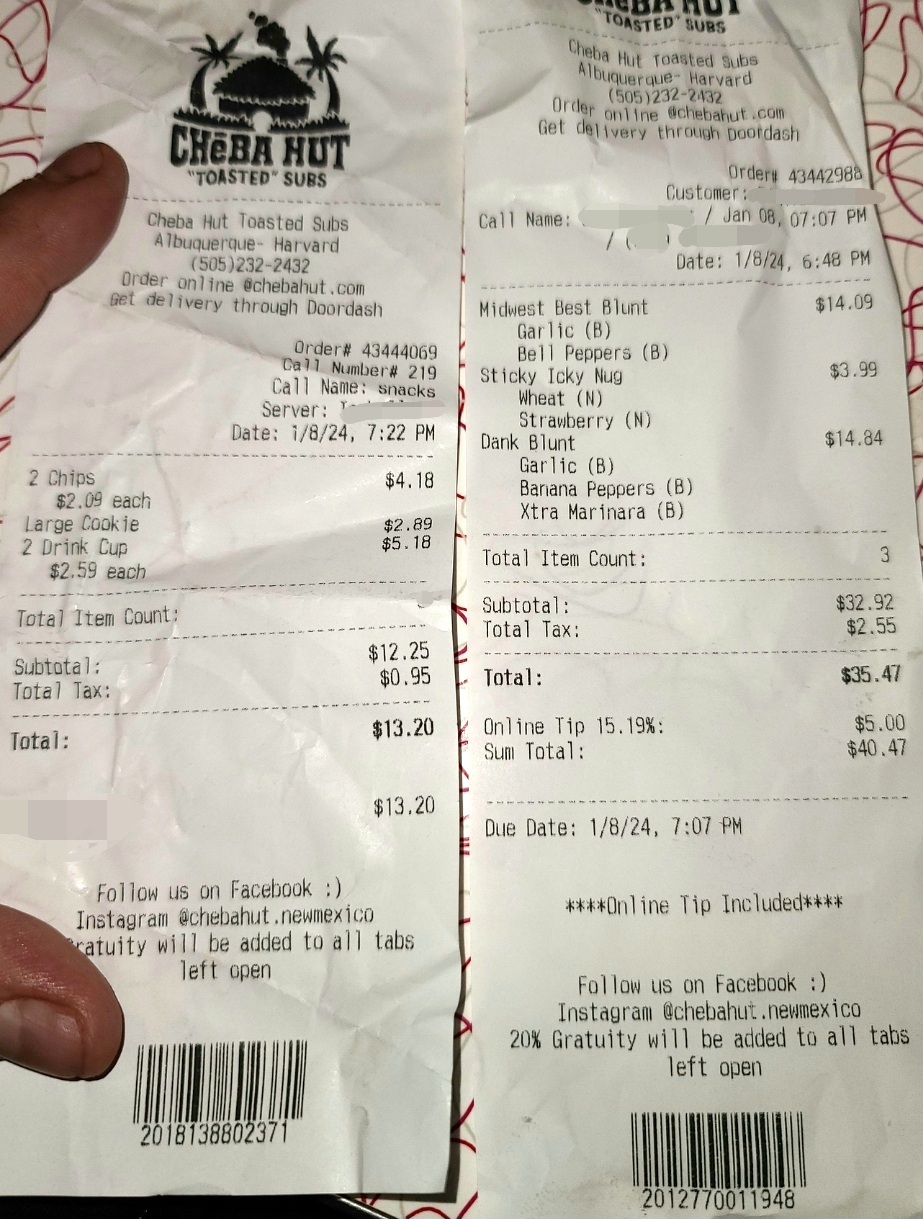 CHēBA HUT
"TOASTED" SUBS
Cheba Hut Toasted Subs
Albuquerque- Harvard
(505)232-2432
Order online @chebahut.com
Get delivery through Doordash
Order# 43444069
Call Number# 219
Call Name: snacks
Server:
Date: 1/8/24, 7:22 PM
2 Chips $4.18
$2.09 each
Large Cookie $2.89
2 Drink Cup $5.18
$2.59 each
Total Item Count:
Subtotal: $12.25
Total Tax: $0.95
Total: $13.20
$13.20
Follow us on Facebook :)
Instagram @chebahut.newmexico
Gratuity will be added to all tabs
left open
2018138802371
CHēBA HUT
"TOASTED" SUBS
Cheba Hut Toasted Subs
Albuquerque- Harvard
(505)232-2432
Order online @chebahut.com
Get delivery through Doordash
Order# 43442988
Customer:
Call Name: / Jan 08, 07:07 PM
/ (
Date: 1/8/24, 6:48 PM
Midwest Best Blunt $14.09
Garlic (B)
Bell Peppers (B)
Sticky Icky Nug $3.99
Wheat (N)
Strawberry (N)
Dank Blunt $14.84
Garlic (B)
Banana Peppers (B)
Xtra Marinara (B)
Total Item Count: 3
Subtotal: $32.92
Total Tax: $2.55
Total: $35.47
Online Tip 15.19%: $5.00
Sum Total: $40.47
Due Date: 1/8/24, 7:07 PM
****Online Tip Included****
Follow us on Facebook :)
Instagram @chebahut.newmexico
20% Gratuity will be added to all tabs
left open
2012770011948